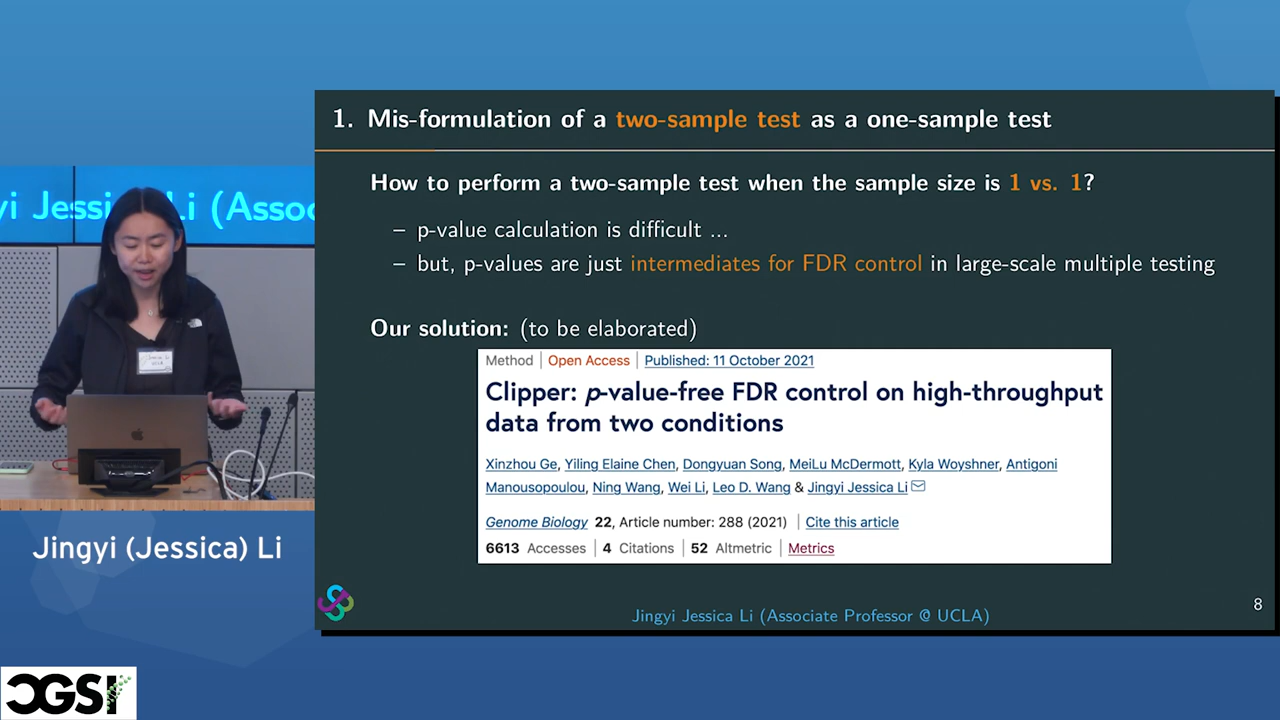 1. Mis-formulation of a two-sample test as a one-sample test
How to perform a two-sample test when the sample size is 1 vs. 1?
– p-value calculation is difficult ...
– but, p-values are just intermediates for FDR control in large-scale multiple testing
Our solution: (to be elaborated)
Method | Open Access | Published: 11 October 2021
Clipper: p-value-free FDR control on high-throughput
data from two conditions
Xinzhou Ge, Yiling Elaine Chen, Dongyuan Song, MeiLu McDermott, Kyla Woyshner, Antigoni
Manousopoulou, Ning Wang, Wei Li, Leo D. Wang & Jingyi Jessica Li
Genome Biology 22, Article number: 288 (2021) | Cite this article
6613 Accesses | 4 Citations | 52 Altmetric | Metrics
Jingyi Jessica Li (Associate Professor @ UCLA)
8
yi Jessi Li (Assoc
Jingyi (Jessica) Li
CGSI